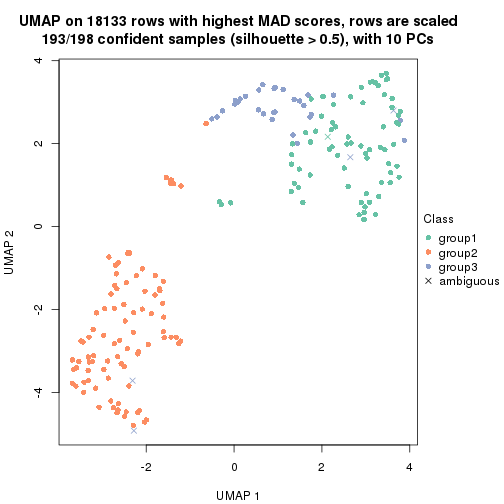 UMAP on 18133 rows with highest MAD scores, rows are scaled
193/198 confident samples (silhouette > 0.5), with 10 PCs
4
2
0
-2
-4
UMAP 2
-2
0
2
4
UMAP 1
Class
group1
group2
group3
ambiguous